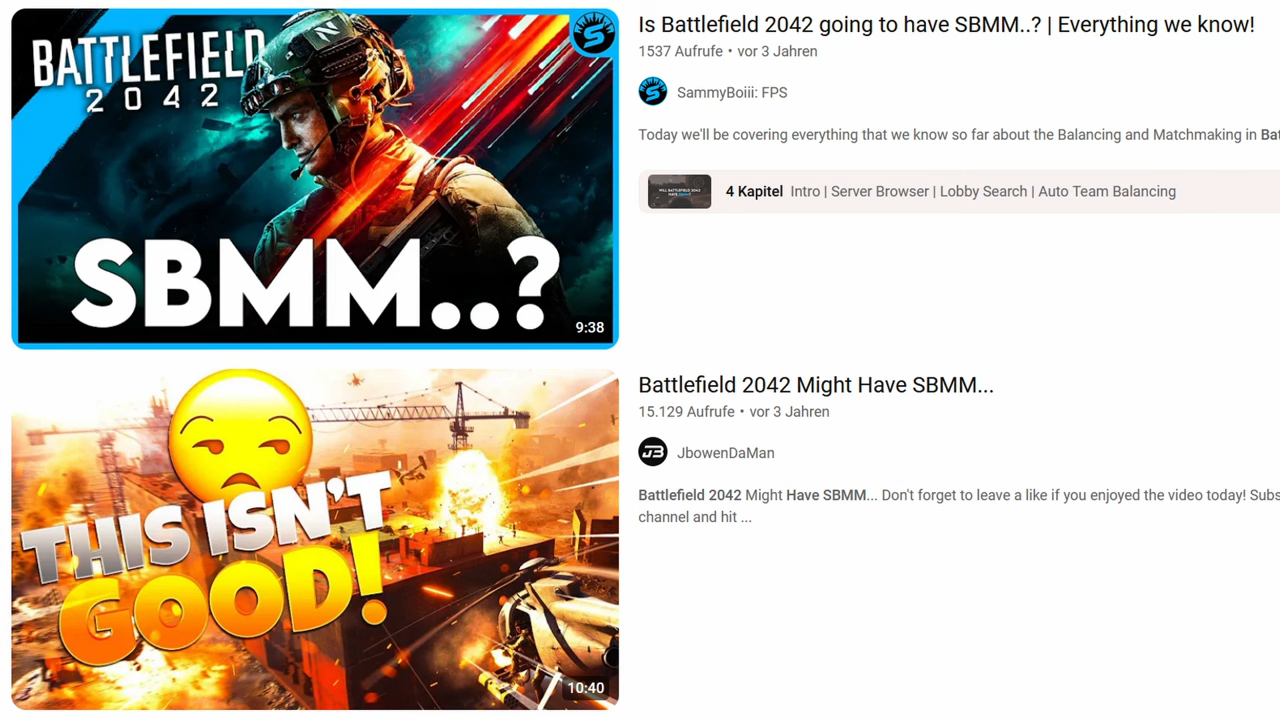 BATTLEFIELD
2042
SBMM..?
9:38
Is Battlefield 2042 going to have SBMM..? | Everything we know!
1537 Aufrufe • vor 3 Jahren
SammyBoiii: FPS
Today we'll be covering everything that we know so far about the Balancing and Matchmaking in Bat
WILL BATTLEFIELD 2042
4 Kapitel Intro | Server Browser | Lobby Search | Auto Team Balancing
THIS ISN'T
GOOD!
10:40
Battlefield 2042 Might Have SBMM...
15.129 Aufrufe • vor 3 Jahren
JB JbowenDaMan
Battlefield 2042 Might Have SBMM... Don't forget to leave a like if you enjoyed the video today! Subs
channel and hit ...